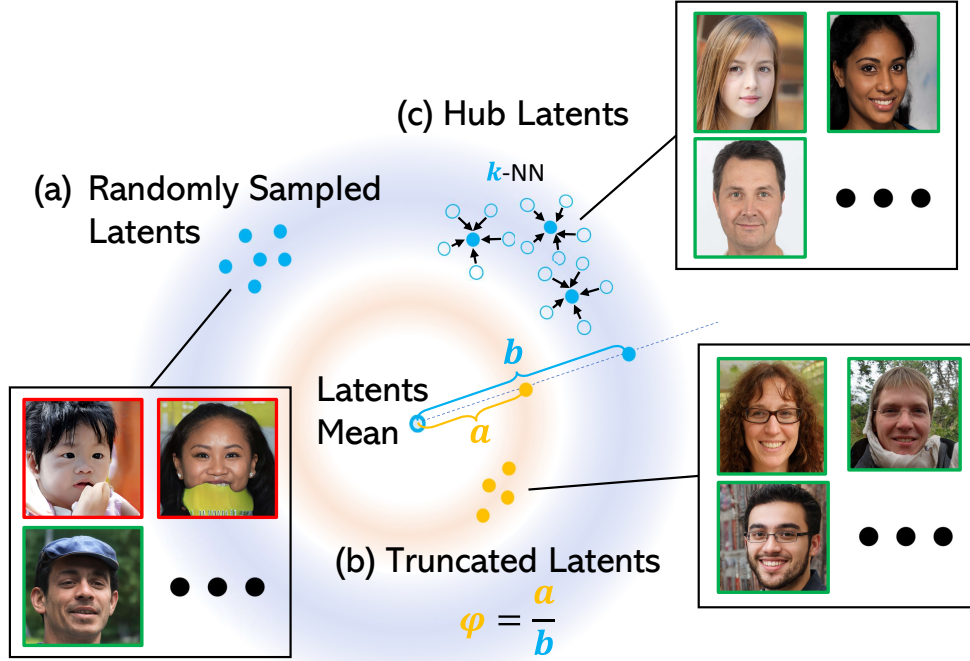 (c) Hub Latents
k-NN
(a) Randomly Sampled
Latents
b
Latents
Mean
a
(b) Truncated Latents
φ = a
b